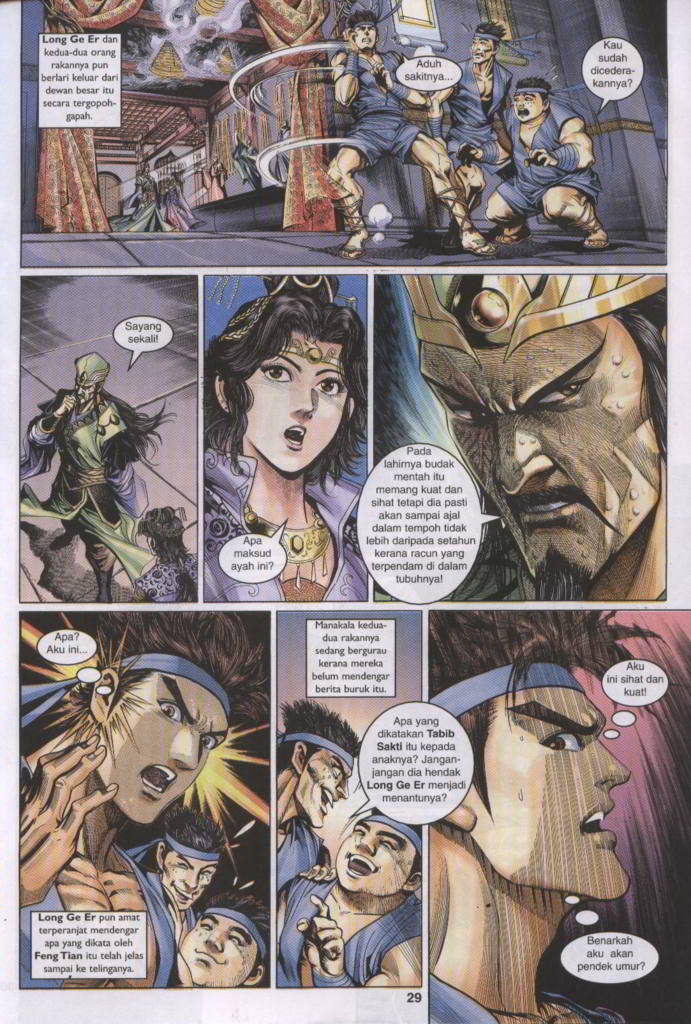 Long Ge Er dan
kedua-dua orang
rakannya pun
berlari keluar dari
dewan besar itu
secara tergopoh-
gapah.
Aduh
sakitnya...
Kau
sudah
dicedera-
kannya?
Sayang
sekali!
Apa
maksud
ayah ini?
Pada
lahirnya budak
mentah itu
memang kuat dan
sihat tetapi dia pasti
akan sampai ajal
dalam tempoh tidak
lebih daripada setahun
kerana racun yang
terpendam di dalam
tubuhnya!
Apa?
Aku ini...
Long Ge Er pun amat
terperanjat mendengar
apa yang dikata oleh
Feng Tian itu telah jelas
sampai ke telinganya.
Manakala kedua-
dua rakannya
sedang bergurau
kerana mereka
belum mendengar
berita buruk itu.
Apa yang
dikatakan Tabib
Sakti itu kepada
anaknya? Jangan-
jangan dia hendak
Long Ge Er menjadi
menantunya?
Aku
ini sihat dan
kuat!
Benarkah
aku akan
pendek umur?
29